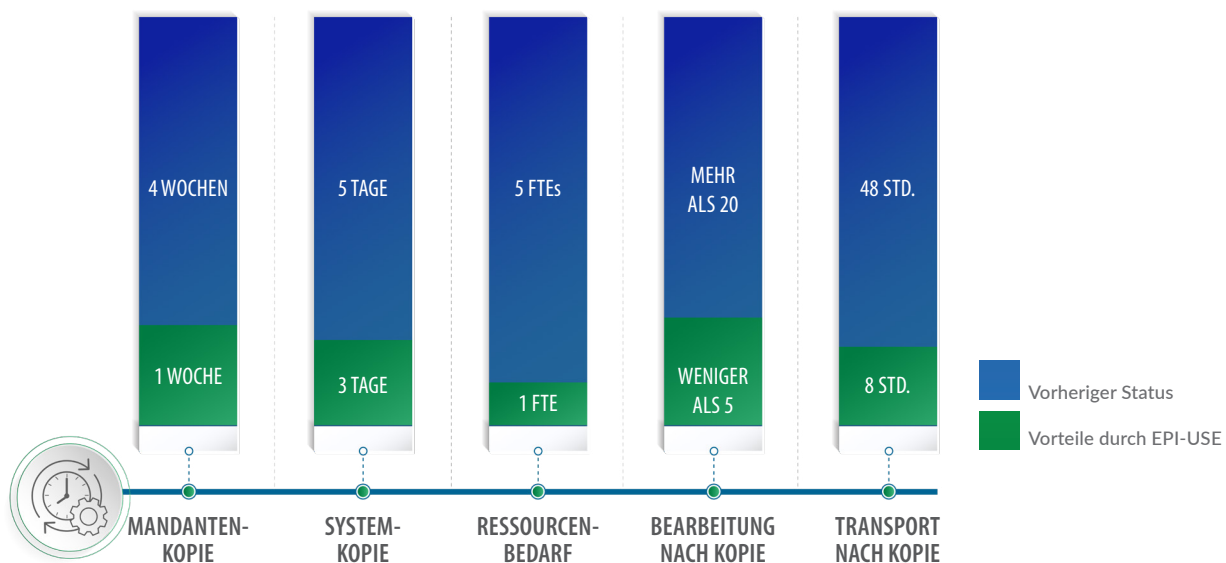 4 WOCHEN
1 WOCHE
5 TAGE
3 TAGE
5 FTEs
1 FTE
MEHR
ALS 20
WENIGER
ALS 5
48 STD.
8 STD.
Vorheriger Status
Vorteile durch EPI-USE
MANDANTEN-
KOPIE
SYSTEM-
KOPIE
RESSOURCEN-
BEDARF
BEARBEITUNG
NACH KOPIE
TRANSPORT
NACH KOPIE